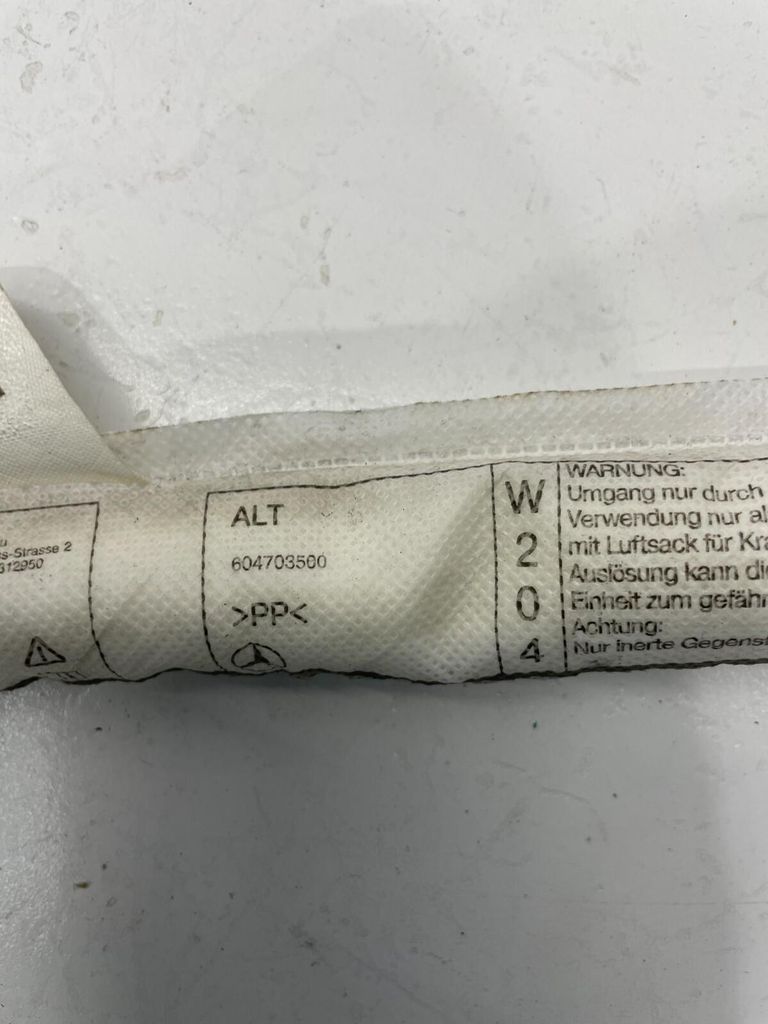 u
s-Strasse 2
312950
ALT
604703500
>PP<
W
2
0
4
WARNUNG:
Umgang nur durch
Verwendung nur al
mit Luftsack für Kra
Auslösung kann die
Einheit zum gefähr
Achtung:
Nur inerte Gegenst